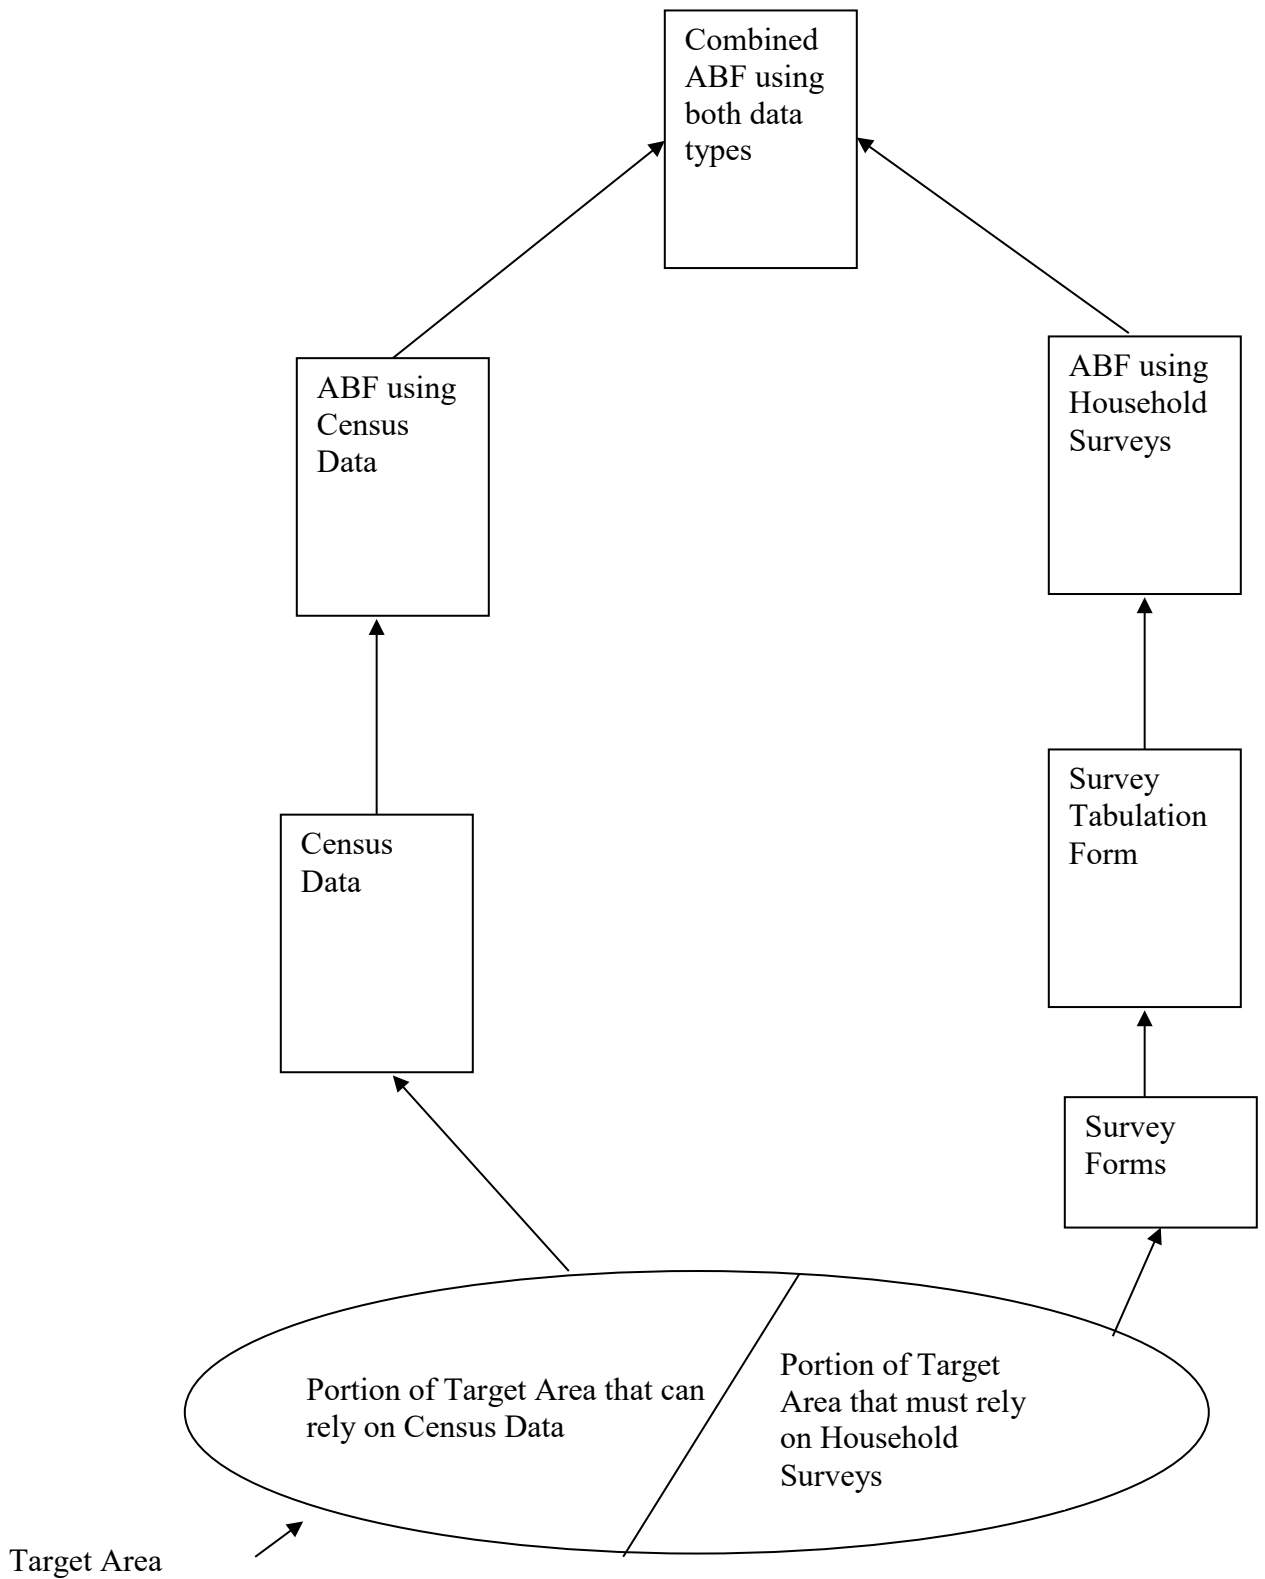 Combined
ABF using
both data
types
ABF using
Census
Data
ABF using
Household
Surveys
Survey
Tabulation
Form
Census
Data
Survey
Forms
Portion of Target Area that can
rely on Census Data
Portion of Target
Area that must rely
on Household
Surveys
Target Area